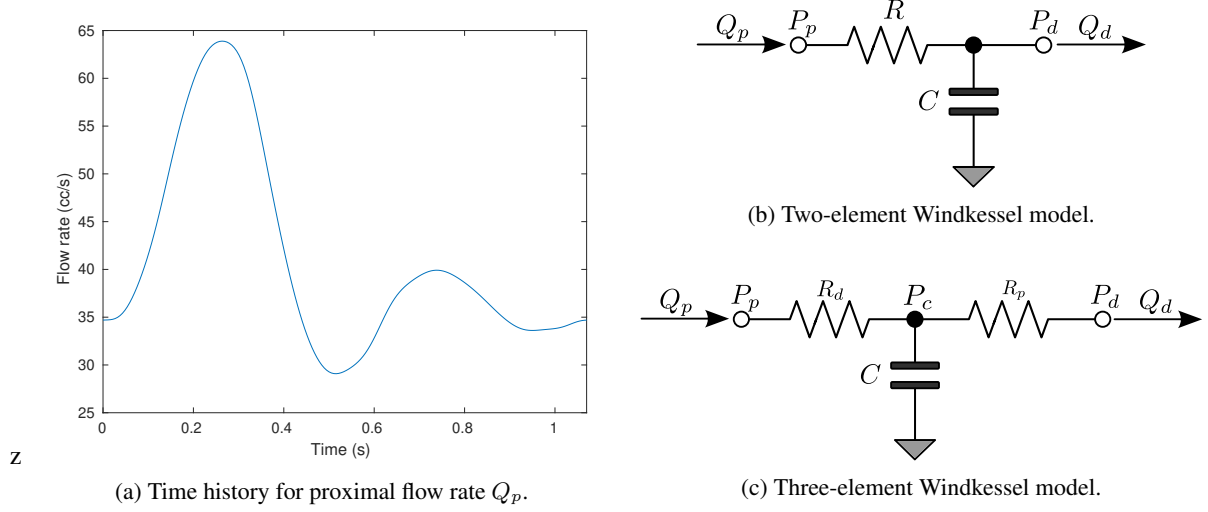 65
60
55
50
45
40
35
30
25
Flow rate (cc/s)
0
0.2
0.4
0.6
0.8
1
Time (s)
z
(a) Time history for proximal flow rate Q_p.
Q_p
P_p
R
P_d
Q_d
C
(b) Two-element Windkessel model.
Q_p
P_p
R_d
P_c
R_p
P_d
Q_d
C
(c) Three-element Windkessel model.